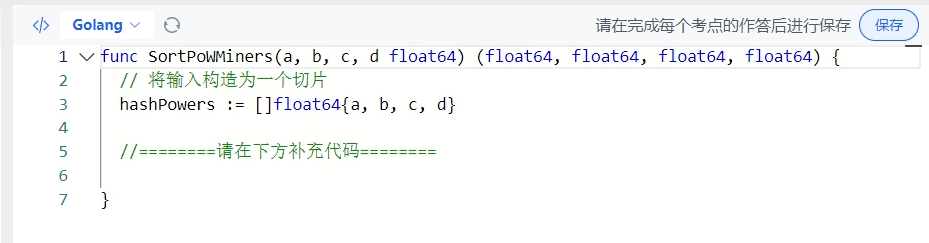 </> Golang 请在完成每个考点的作答后进行保存 保存
1 func SortPoWMiners(a, b, c, d float64) (float64, float64, float64, float64) {
2 // 将输入构造为一个切片
3 hashPowers := []float64{a, b, c, d}
4
5 //========请在下方补充代码========
6
7 }